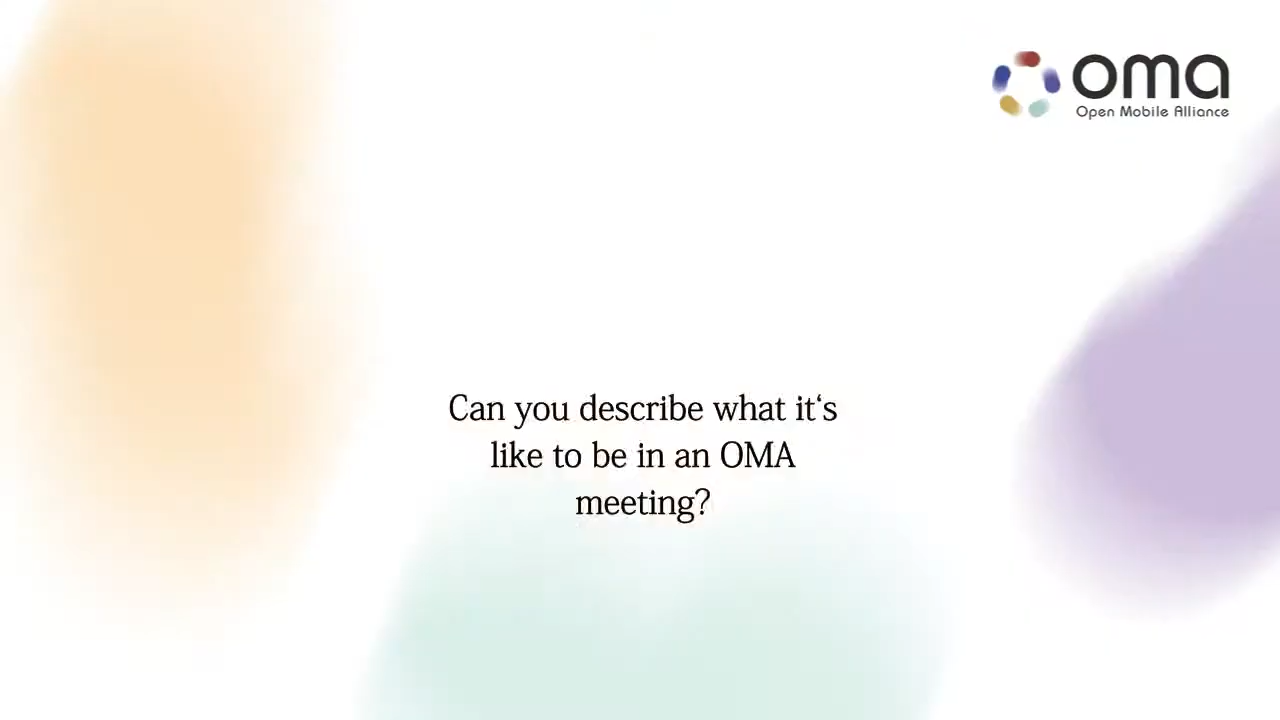 oma
Open Mobile Alliance
Can you describe what it‘s
like to be in an OMA
meeting?